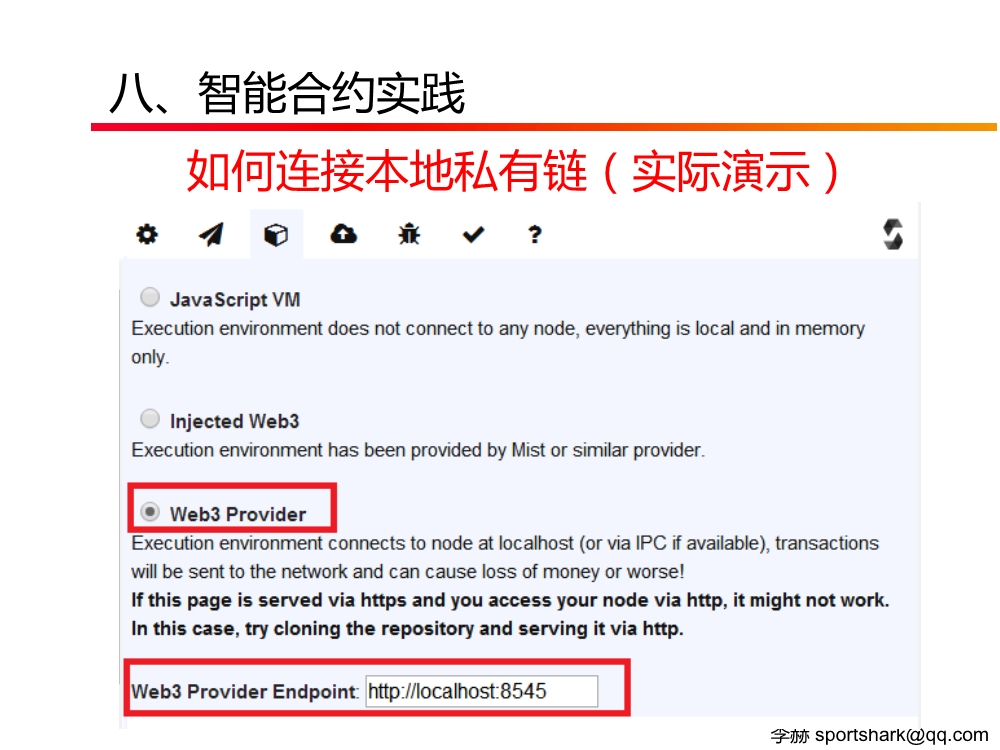 八、智能合约实践
如何连接本地私有链（实际演示）
JavaScript VM
Execution environment does not connect to any node, everything is local and in memory
only.
Injected Web3
Execution environment has been provided by Mist or similar provider.
Web3 Provider
Execution environment connects to node at localhost (or via IPC if available), transactions
will be sent to the network and can cause loss of money or worse!
If this page is served via https and you access your node via http, it might not work.
In this case, try cloning the repository and serving it via http.
Web3 Provider Endpoint: http://localhost:8545
李赫 sportshark@qq.com